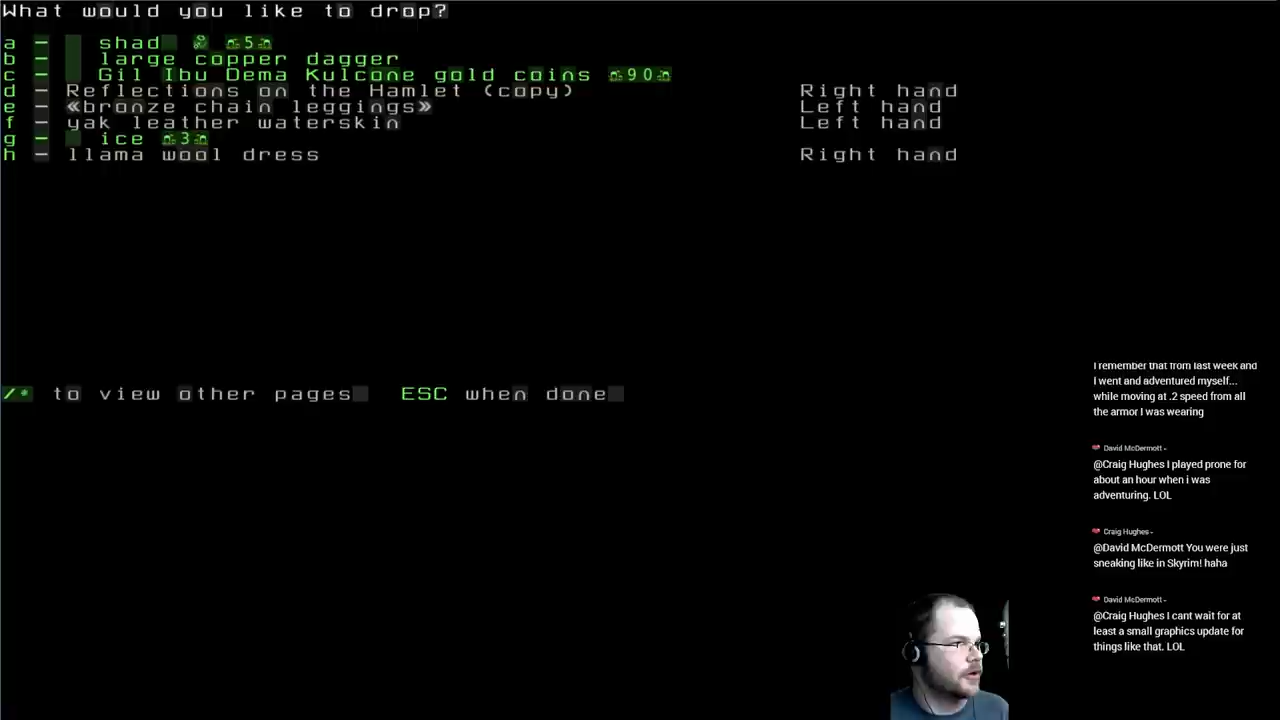 What would you like to drop?
a - shad 5
b - large copper dagger
c - Gil Ibu Dema Kulcone gold coins 90
d - Reflections on the Hamlet (copy) Right hand
e - «bronze chain leggings» Left hand
f - yak leather waterskin Left hand
g - ice 3
h - llama wool dress Right hand
/* to view other pages ESC when done
I remember that from last week and
I went and adventured myself...
while moving at .2 speed from all
the armor I was wearing
David McDermott -
@Craig Hughes I played prone for
about an hour when i was
adventuring. LOL
Craig Hughes -
@David McDermott You were just
sneaking like in Skyrim! haha
David McDermott -
@Craig Hughes I cant wait for at
least a small graphics update for
things like that. LOL